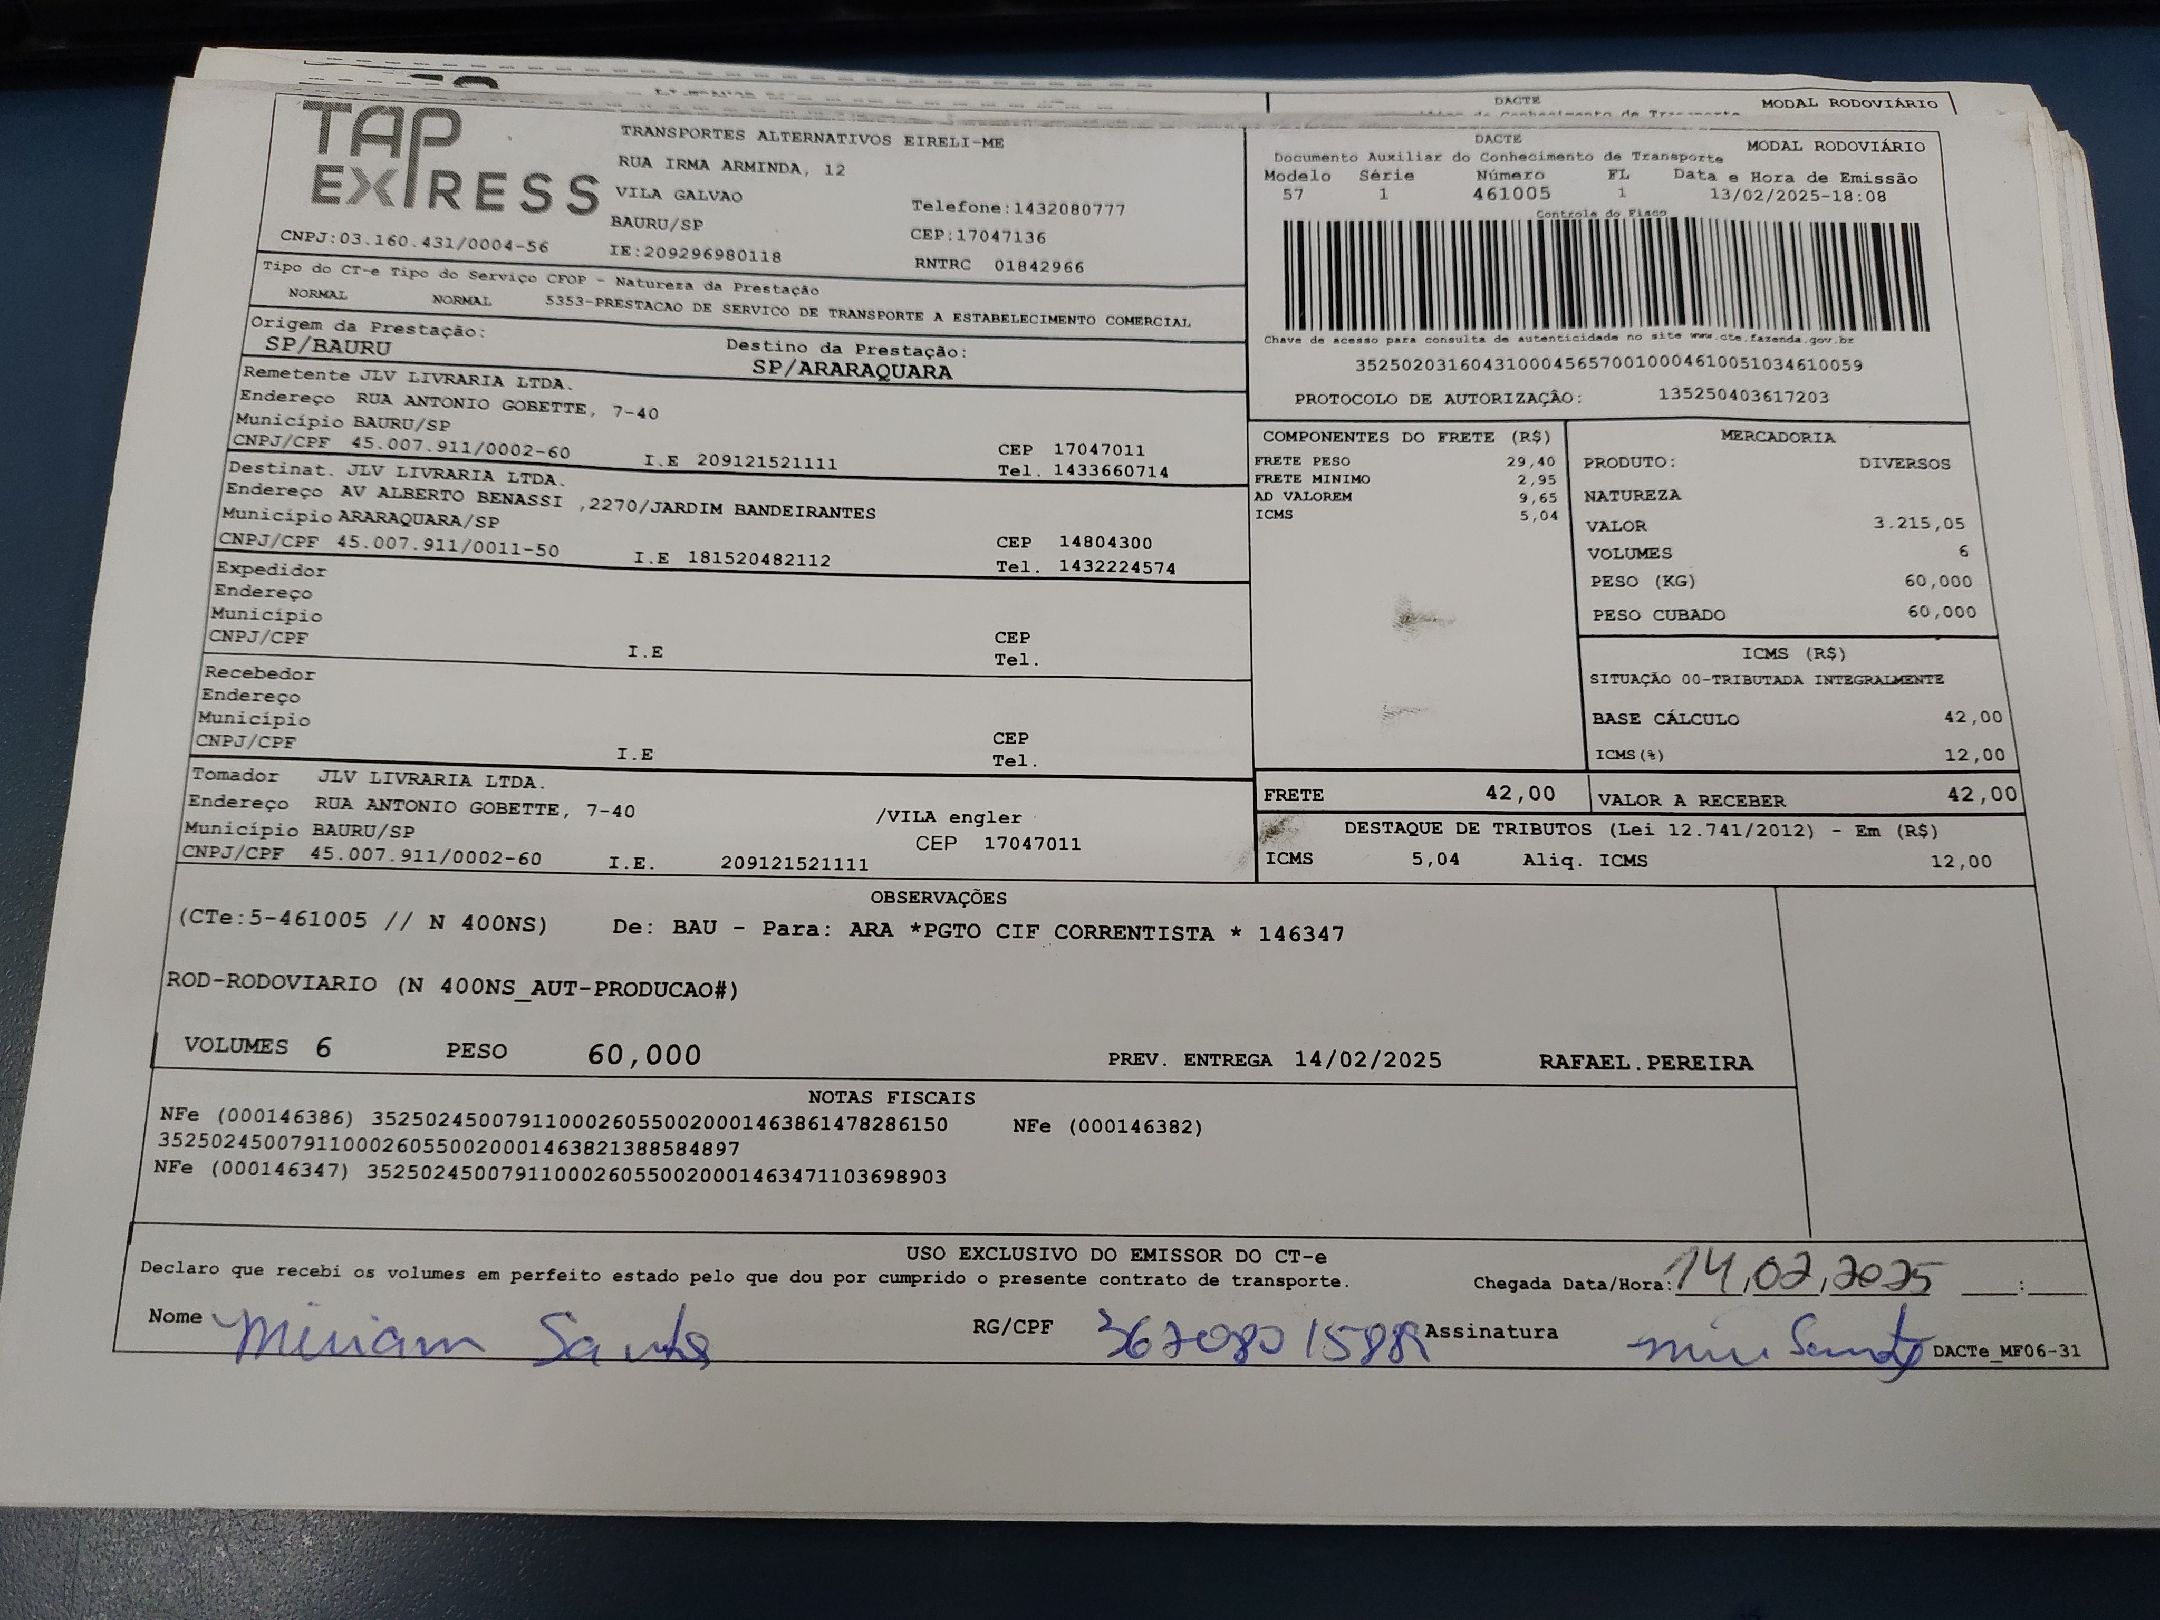 DACTE
MODAL RODOVIÁRIO
TAP
EXPRESS
TRANSPORTES ALTERNATIVOS EIRELI-ME
RUA IRMA ARMINDA, 12
VILA GALVAO
Telefone:1432080777
BAURU/SP
CEP:17047136
CNPJ:03.160.431/0004-56
IE:209296980118
RNTRC 01842966
DACTE
MODAL RODOVIÁRIO
Documento Auxiliar do Conhecimento de Transporte
Modelo Série Número FL Data e Hora de Emissão
57 1 461005 1 13/02/2025-18:08
Controle do Fisco
Chave de acesso para consulta de autenticidade no site www.cte.fazenda.gov.br
35250203160431000456570010004610051034610059
PROTOCOLO DE AUTORIZAÇÃO: 135250403617203
Tipo do CT-e Tipo do Serviço CFOP - Natureza da Prestação
NORMAL NORMAL 5353-PRESTACAO DE SERVICO DE TRANSPORTE A ESTABELECIMENTO COMERCIAL
Origem da Prestação: Destino da Prestação:
SP/BAURU SP/ARARAQUARA
Remetente JLV LIVRARIA LTDA.
Endereço RUA ANTONIO GOBETTE, 7-40
Município BAURU/SP CEP 17047011
CNPJ/CPF 45.007.911/0002-60 I.E 209121521111 Tel. 1433660714
Destinat. JLV LIVRARIA LTDA.
Endereço AV ALBERTO BENASSI ,2270/JARDIM BANDEIRANTES
Município ARARAQUARA/SP CEP 14804300
CNPJ/CPF 45.007.911/0011-50 I.E 181520482112 Tel. 1432224574
Expedidor
Endereço
Município CEP
CNPJ/CPF I.E Tel.
Recebedor
Endereço
Município CEP
CNPJ/CPF I.E Tel.
Tomador JLV LIVRARIA LTDA.
Endereço RUA ANTONIO GOBETTE, 7-40 /VILA engler
Município BAURU/SP CEP 17047011
CNPJ/CPF 45.007.911/0002-60 I.E. 209121521111
COMPONENTES DO FRETE (R$)
FRETE PESO 29,40
FRETE MINIMO 2,95
AD VALOREM 9,65
ICMS 5,04
MERCADORIA
PRODUTO: DIVERSOS
NATUREZA
VALOR 3.215,05
VOLUMES 6
PESO (KG) 60,000
PESO CUBADO 60,000
ICMS (R$)
SITUAÇÃO 00-TRIBUTADA INTEGRALMENTE
BASE CÁLCULO 42,00
ICMS(%) 12,00
FRETE 42,00 VALOR A RECEBER 42,00
DESTAQUE DE TRIBUTOS (Lei 12.741/2012) - Em (R$)
ICMS 5,04 Aliq. ICMS 12,00
OBSERVAÇÕES
(CTe:5-461005 // N 400NS) De: BAU - Para: ARA *PGTO CIF CORRENTISTA * 146347
ROD-RODOVIARIO (N 400NS_AUT-PRODUCAO#)
VOLUMES 6 PESO 60,000 PREV. ENTREGA 14/02/2025 RAFAEL.PEREIRA
NOTAS FISCAIS
NFe (000146386) 35250245007911000260550020001463861478286150 NFe (000146382)
35250245007911000260550020001463821388584897
NFe (000146347) 35250245007911000260550020001463471103698903
USO EXCLUSIVO DO EMISSOR DO CT-e
Declaro que recebi os volumes em perfeito estado pelo que dou por cumprido o presente contrato de transporte. Chegada Data/Hora: 14,02,2025 :
Nome Miriam Santos RG/CPF Assinatura DACTe_MF06-31